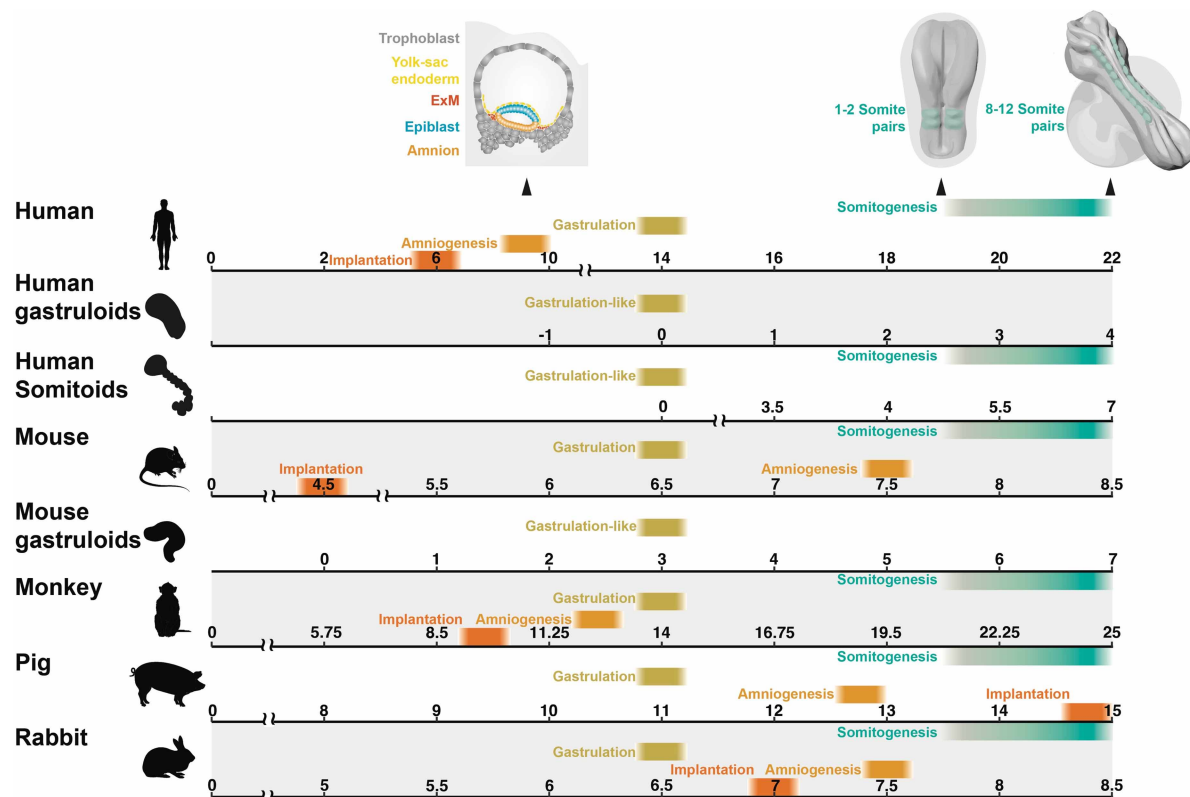 Trophoblast
Yolk-sac
endoderm
ExM
Epiblast
Amnion
1-2 Somite
pairs
8-12 Somite
pairs
Human
Somitogenesis
Gastrulation
Amniogenesis
Implantation
0 2 6 10 14 16 18 20 22
Human
gastruloids
Gastrulation-like
-1 0 1 2 3 4
Human
Somitoids
Somitogenesis
Gastrulation-like
0 3.5 4 5.5 7
Mouse
Somitogenesis
Gastrulation
Implantation
Amniogenesis
0 4.5 5.5 6 6.5 7 7.5 8 8.5
Mouse
gastruloids
Gastrulation-like
0 1 2 3 4 5 6 7
Monkey
Somitogenesis
Gastrulation
Implantation Amniogenesis
0 5.75 8.5 11.25 14 16.75 19.5 22.25 25
Pig
Somitogenesis
Gastrulation
Amniogenesis Implantation
0 8 9 10 11 12 13 14 15
Rabbit
Somitogenesis
Gastrulation
Implantation Amniogenesis
0 5 5.5 6 6.5 7 7.5 8 8.5